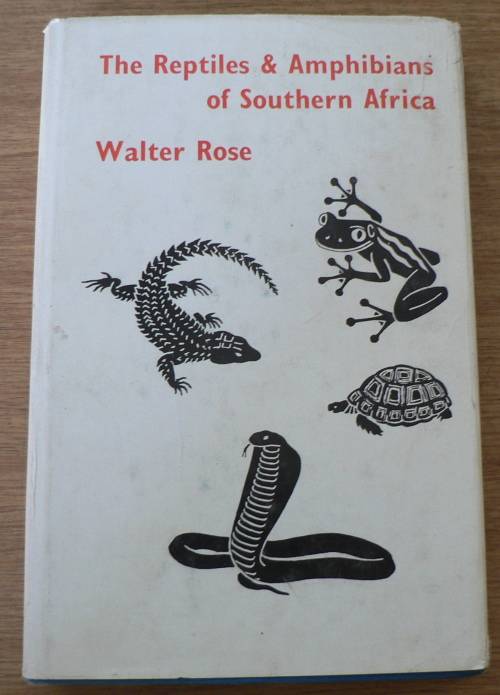 The Reptiles & Amphibians
of Southern Africa
Walter Rose